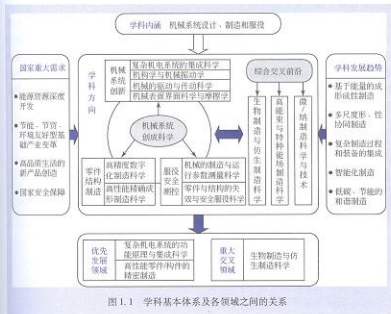 学科内涵 机械系统设计、制造和服役
国家重大需求
●能源资源深度
开发
●节能、节资、
环境友好型基
础产业变革
●高品质生活的
新产品创造
●国家安全保障
学科方向
机械
系统
创新
复杂机电系统的集成科学
机构学与机械振动学
机械的驱动与传动科学
机械表面界面科学与摩擦学
机械系统
创成科学
零件
结构
制造
高精度数字
化制造科学
高性能精确成
形制造科学
服役
安全
测控
机械的制造与运
行参数测量科学
零件与结构的失
效与安全服役科学
综合交叉前沿
生物制造与仿生制造科学
高能束与特种能场制造科学
微/纳制造科学与技术
学科发展趋势
●基于能量的成
形成性制造
●多尺度形、性
协同制造
●复杂制造过程
和装备的集成
●智能化制造
●低碳、节能的
和谐制造
优先
发展
领域
复杂机电系统的功
能原理与集成科学
高性能零件/构件的
精密制造
重大
交叉
领域
生物制造与仿
生制造科学
图1.1 学科基本体系及各领域之间的关系